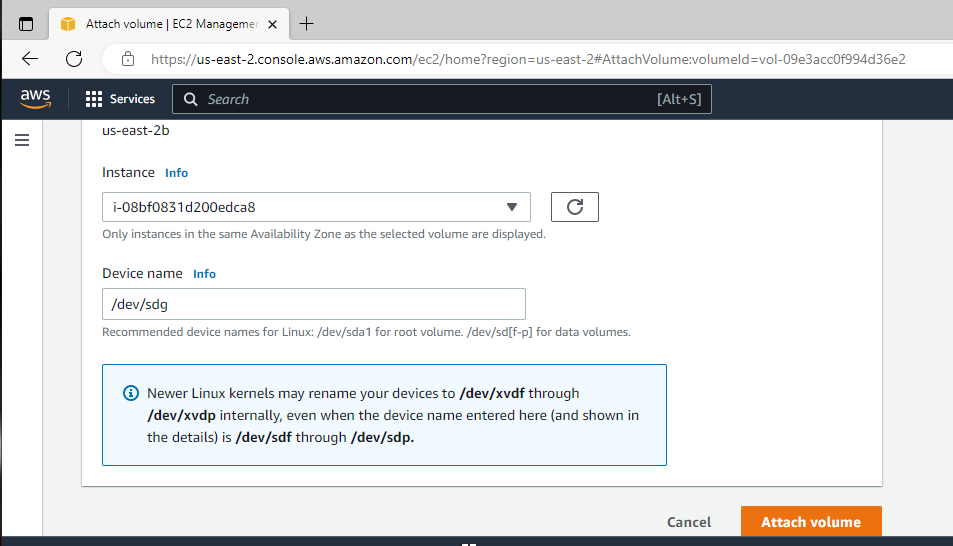 Attach volume | EC2 Managemen
https://us-east-2.console.aws.amazon.com/ec2/home?region=us-east-2#AttachVolume:volumeId=vol-09e3acc0f994d36e2
aws
Services
Search
[Alt+S]
us-east-2b
Instance Info
i-08bf0831d200edca8
Only instances in the same Availability Zone as the selected volume are displayed.
Device name Info
/dev/sdg
Recommended device names for Linux: /dev/sda1 for root volume. /dev/sd[f-p] for data volumes.
Newer Linux kernels may rename your devices to /dev/xvdf through
/dev/xvdp internally, even when the device name entered here (and shown in
the details) is /dev/sdf through /dev/sdp.
Cancel
Attach volume